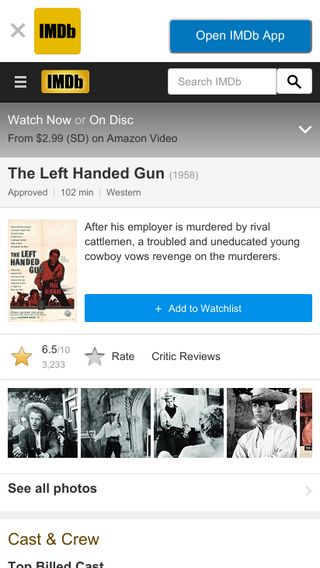 IMDb
Open IMDb App
IMDb
Search IMDb
Watch Now or On Disc
From $2.99 (SD) on Amazon Video
The Left Handed Gun (1958)
Approved | 102 min | Western
THE
LEFT
HANDED
GUN
PAUL
NEWMAN
After his employer is murdered by rival
cattlemen, a troubled and uneducated young
cowboy vows revenge on the murderers.
+ Add to Watchlist
6.5/10
3,233
Rate
Critic Reviews
See all photos
Cast & Crew
Top Billed Cast